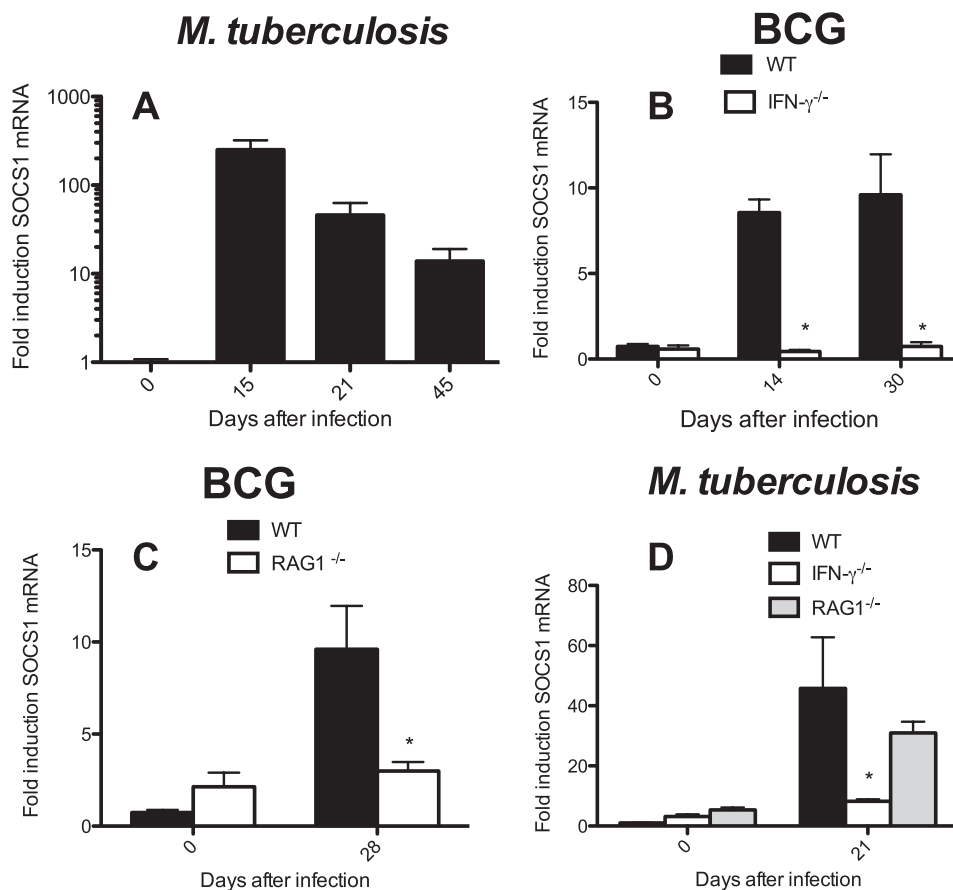 M. tuberculosis
A
Fold induction SOCS1 mRNA
1000
100
10
1
0
15
21
45
Days after infection
BCG
WT
IFN-γ-/-
B
Fold induction SOCS1 mRNA
15
10
5
0
*
*
0
14
30
Days after infection
BCG
WT
RAG1 -/-
C
Fold induction SOCS1 mRNA
15
10
5
0
*
0
28
Days after infection
M. tuberculosis
D
WT
IFN-γ-/-
RAG1-/-
Fold induction SOCS1 mRNA
80
60
40
20
0
*
0
21
Days after infection